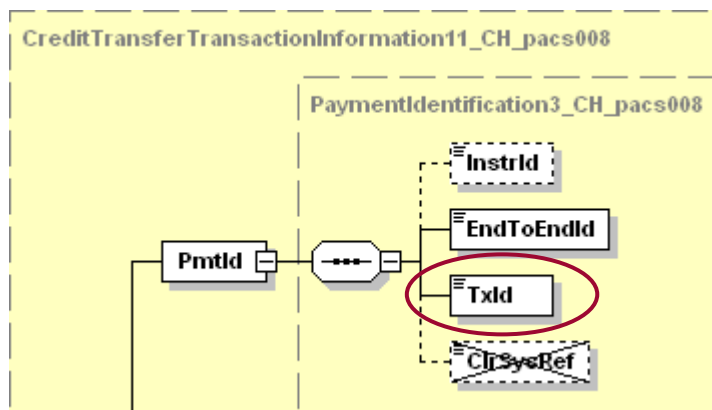 CreditTransferTransactionInformation11_CH_pacs008
PaymentIdentification3_CH_pacs008
InstrId
EndToEndId
PmtId
TxId
ClrSysRef